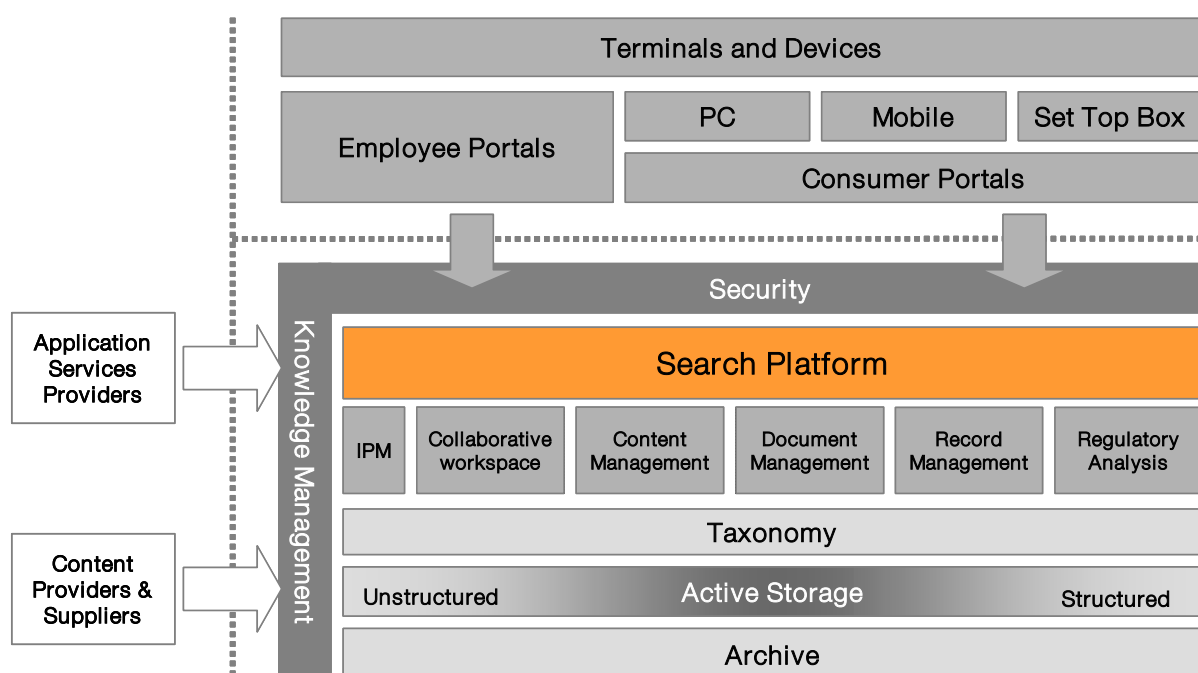 Terminals and Devices
Employee Portals
PC
Mobile
Set Top Box
Consumer Portals
Security
Knowledge Management
Application
Services
Providers
Search Platform
IPM
Collaborative
workspace
Content
Management
Document
Management
Record
Management
Regulatory
Analysis
Taxonomy
Content
Providers &
Suppliers
Unstructured
Active Storage
Structured
Archive